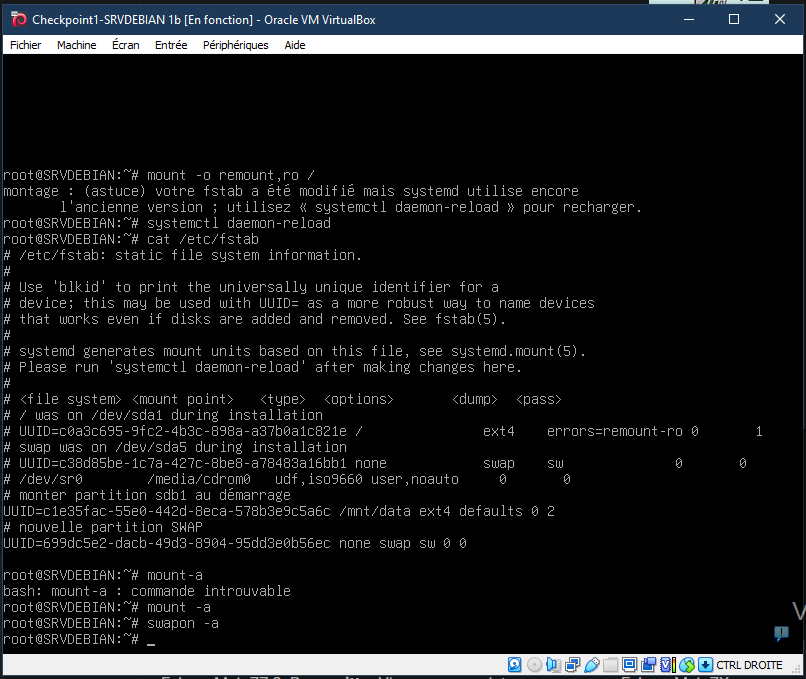 Checkpoint1-SRVDEBIAN 1b [En fonction] - Oracle VM VirtualBox
Fichier Machine Écran Entrée Périphériques Aide
root@SRVDEBIAN:~# mount -o remount,ro /
montage : (astuce) votre fstab a été modifié mais systemd utilise encore
l'ancienne version ; utilisez « systemctl daemon-reload » pour recharger.
root@SRVDEBIAN:~# systemctl daemon-reload
root@SRVDEBIAN:~# cat /etc/fstab
# /etc/fstab: static file system information.
#
# Use 'blkid' to print the universally unique identifier for a
# device; this may be used with UUID= as a more robust way to name devices
# that works even if disks are added and removed. See fstab(5).
#
# systemd generates mount units based on this file, see systemd.mount(5).
# Please run 'systemctl daemon-reload' after making changes here.
#
# <file system> <mount point> <type> <options> <dump> <pass>
# / was on /dev/sda1 during installation
# UUID=c0a3c695-9fc2-4b3c-898a-a37b0a1c821e / ext4 errors=remount-ro 0 1
# swap was on /dev/sda5 during installation
# UUID=c38d85be-1c7a-427c-8be8-a78483a16bb1 none swap sw 0 0
# /dev/sr0 /media/cdrom0 udf,iso9660 user,noauto 0 0
# monter partition sdb1 au démarrage
UUID=c1e35fac-55e0-442d-8eca-578b3e9c5a6c /mnt/data ext4 defaults 0 2
# nouvelle partition SWAP
UUID=699dc5e2-dacb-49d3-8904-95dd3e0b56ec none swap sw 0 0
root@SRVDEBIAN:~# mount-a
bash: mount-a : commande introuvable
root@SRVDEBIAN:~# mount -a
root@SRVDEBIAN:~# swapon -a
root@SRVDEBIAN:~# _
CTRL DROITE